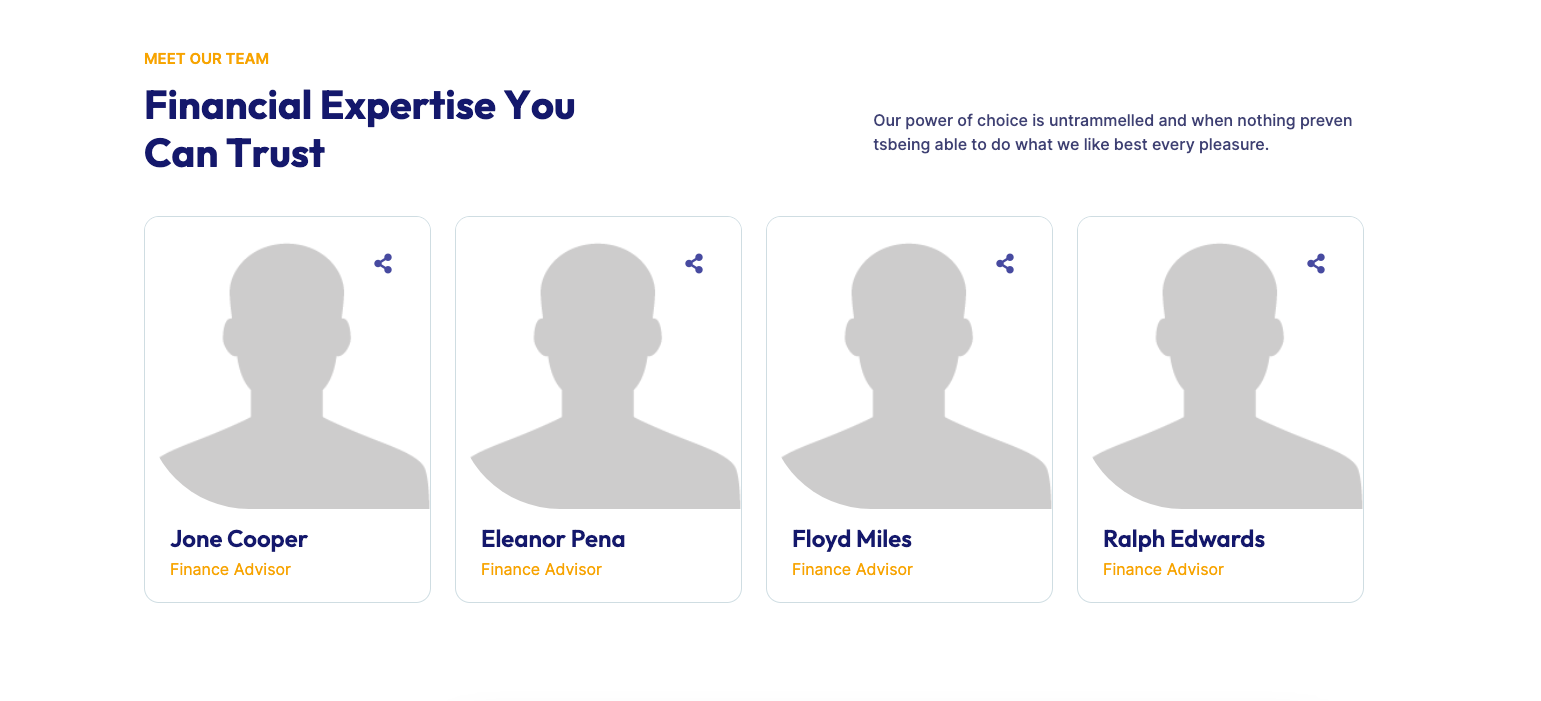 MEET OUR TEAM
Financial Expertise You
Can Trust
Our power of choice is untrammelled and when nothing preven
tsbeing able to do what we like best every pleasure.
Jone Cooper
Finance Advisor
Eleanor Pena
Finance Advisor
Floyd Miles
Finance Advisor
Ralph Edwards
Finance Advisor